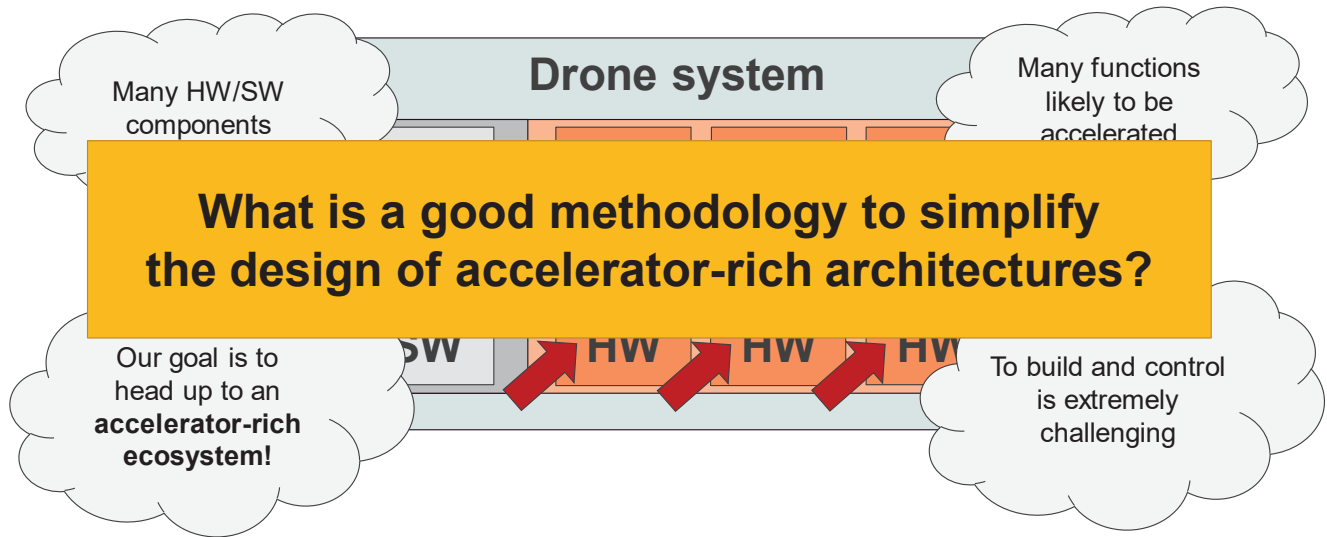 Drone system
Many HW/SW
components
Many functions
likely to be
accelerated
What is a good methodology to simplify
the design of accelerator-rich architectures?
SW
HW
HW
HW
Our goal is to
head up to an
accelerator-rich
ecosystem!
To build and control
is extremely
challenging